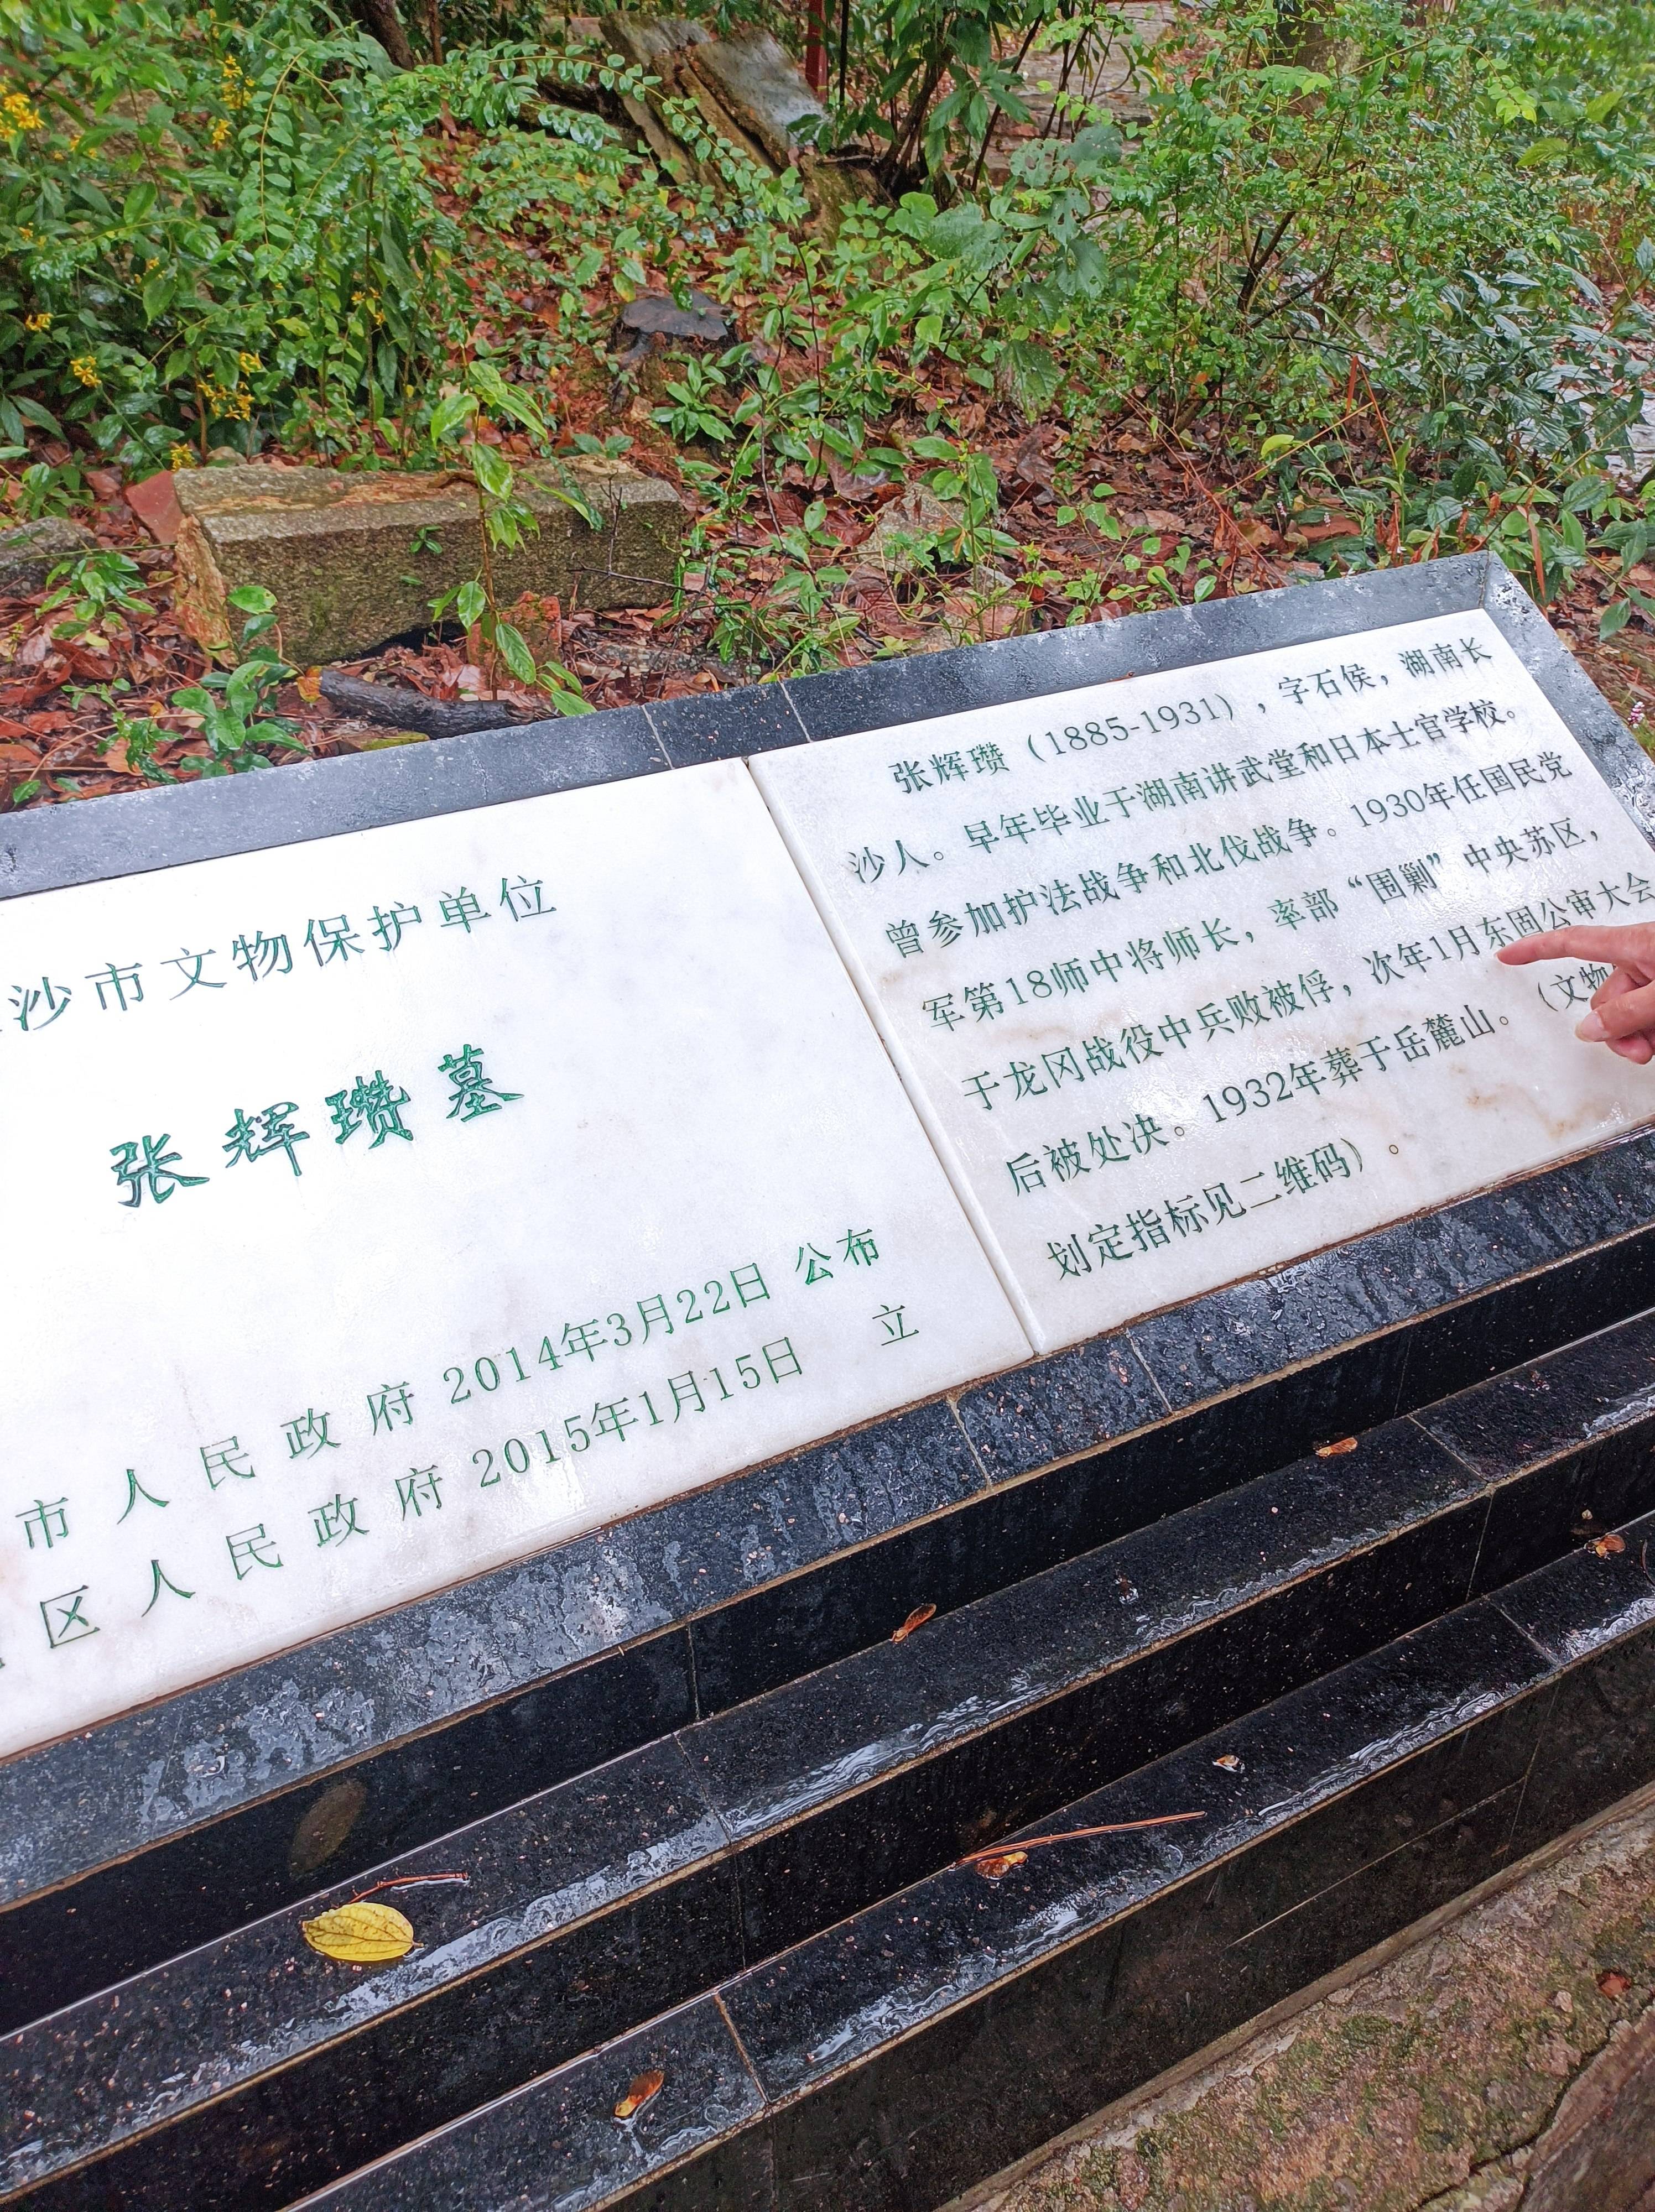 沙市文物保护单位
张辉瓒墓
市人民政府 2014年3月22日 公布
区人民政府 2015年1月15日 立
张辉瓒（1885-1931），字石侯，湖南长
沙人。早年毕业于湖南讲武堂和日本士官学校。
曾参加护法战争和北伐战争。1930年任国民党
军第18师中将师长，率部“围剿”中央苏区，
于龙冈战役中兵败被俘，次年1月东固公审大会
后被处决。1932年葬于岳麓山。（文物
划定指标见二维码）。